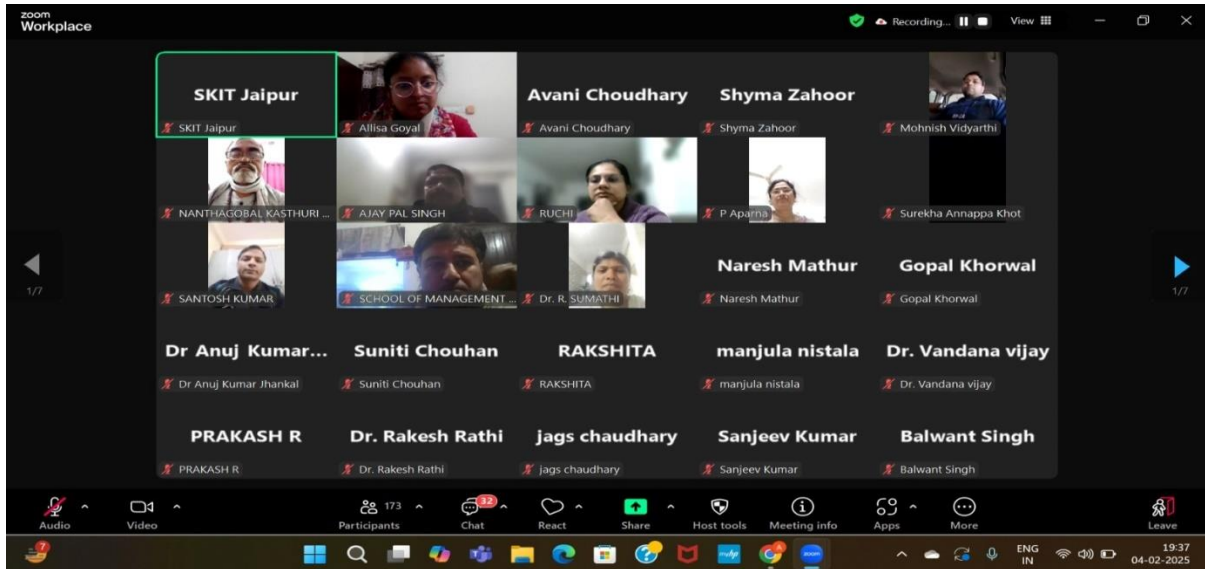 zoom
Workplace
Recording...
View
SKIT Jaipur
Avani Choudhary
Shyma Zahoor
SKIT Jaipur
Allisa Goyal
Avani Choudhary
Shyma Zahoor
Mohnish Vidyarthi
NANTHAGOBAL KASTHURI ...
AJAY PAL SINGH
RUCHI
P Aparna
Surekha Annappa Khot
Naresh Mathur
Gopal Khorwal
SANTOSH KUMAR
SCHOOL OF MANAGEMENT ...
Dr. R. SUMATHI
Naresh Mathur
Gopal Khorwal
1/7
1/7
Dr Anuj Kumar...
Suniti Chouhan
RAKSHITA
manjula nistala
Dr. Vandana vijay
Dr Anuj Kumar Jhankal
Suniti Chouhan
RAKSHITA
manjula nistala
Dr. Vandana vijay
PRAKASH R
Dr. Rakesh Rathi
jags chaudhary
Sanjeev Kumar
Balwant Singh
PRAKASH R
Dr. Rakesh Rathi
jags chaudhary
Sanjeev Kumar
Balwant Singh
173
32
Audio
Video
Participants
Chat
React
Share
Host tools
Meeting info
Apps
More
Leave
7
ENG
IN
19:37
04-02-2025